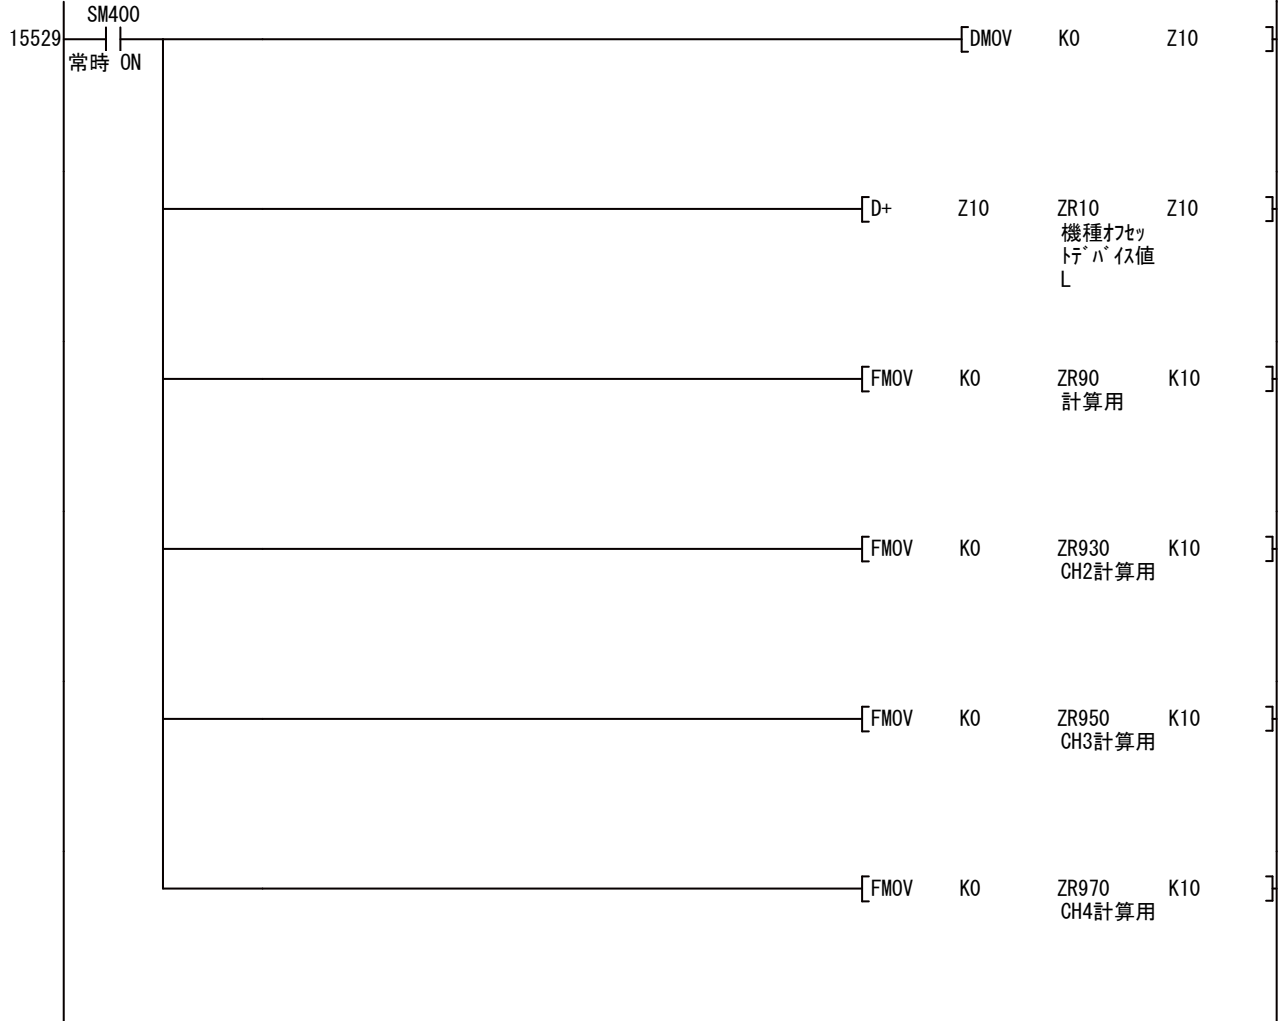 SM400
15529
[DMOV K0 Z10 ]
常時 ON
[D+ Z10 ZR10 Z10 ]
機種ｵﾌｾｯ
ﾄﾃﾞﾊﾞｲｽ値
L
[FMOV K0 ZR90 K10 ]
計算用
[FMOV K0 ZR930 K10 ]
CH2計算用
[FMOV K0 ZR950 K10 ]
CH3計算用
[FMOV K0 ZR970 K10 ]
CH4計算用